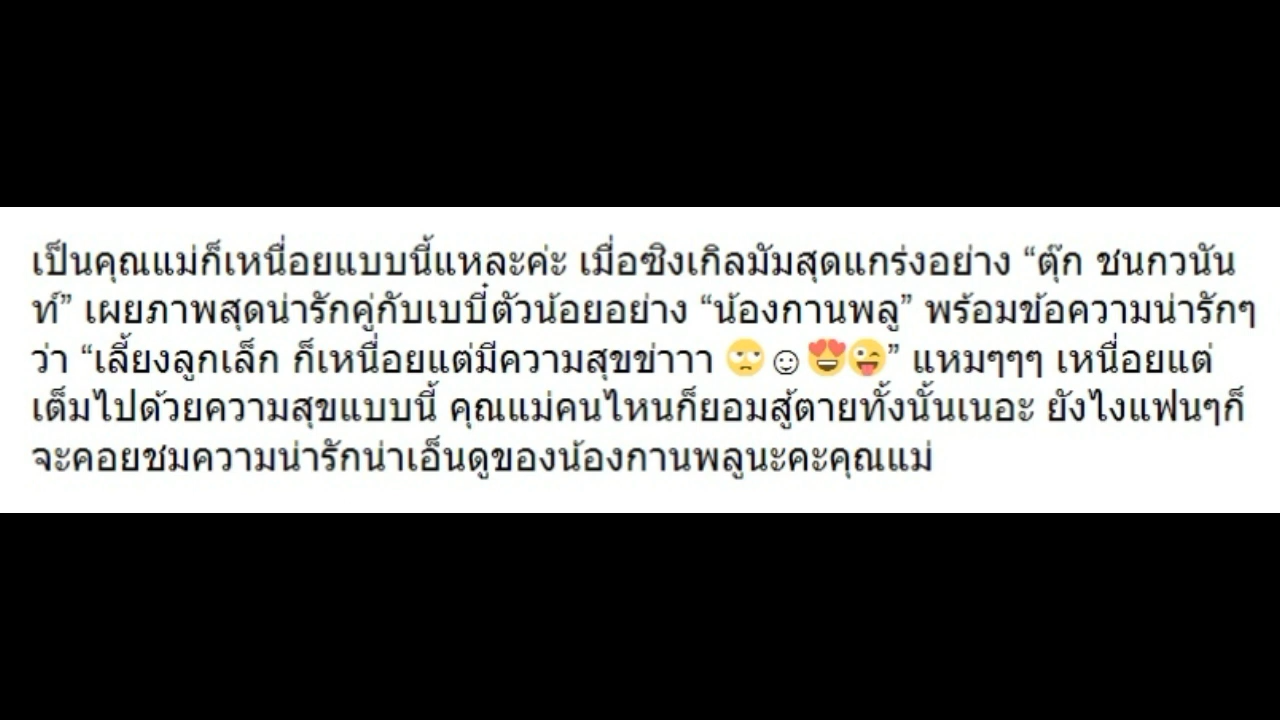 เป็นคุณแม่ก็เหนื่อยแบบนี้แหละค่ะ เมื่อซิงเกิลมัมสุดแกร่งอย่าง “ตุ๊ก ชนกวนัน
ท์” เผยภาพสุดน่ารักคู่กับเบบี๋ตัวน้อยอย่าง “น้องกานพลู” พร้อมข้อความน่ารักๆ
ว่า “เลี้ยงลูกเล็ก ก็เหนื่อยแต่มีความสุขข่าาา 🙄☺😍😜” แหมๆๆๆ เหนื่อยแต่
เต็มไปด้วยความสุขแบบนี้ คุณแม่คนไหนก็ยอมสู้ตายทั้งนั้นเนอะ ยังไงแฟนๆก็
จะคอยชมความน่ารักน่าเอ็นดูของน้องกานพลูนะคะคุณแม่